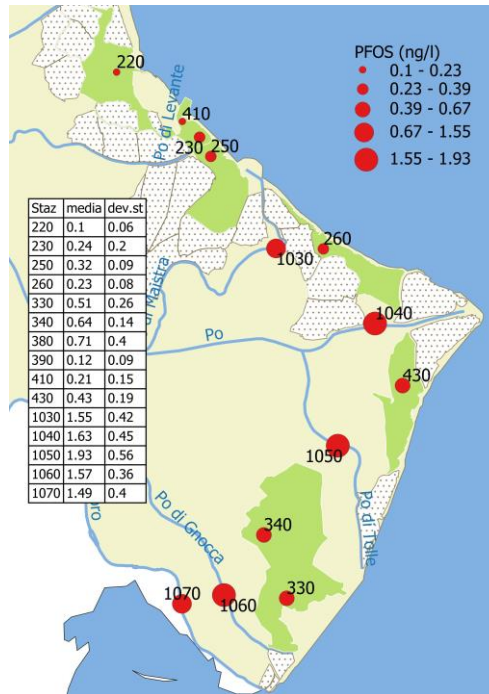 220
410
Po di Levante
230
250
PFOS (ng/l)
0.1 - 0.23
0.23 - 0.39
0.39 - 0.67
0.67 - 1.55
1.55 - 1.93
Staz media dev.st
220 0.1 0.06
230 0.24 0.2
250 0.32 0.09
260 0.23 0.08
330 0.51 0.26
340 0.64 0.14
380 0.71 0.4
390 0.12 0.09
410 0.21 0.15
430 0.43 0.19
1030 1.55 0.42
1040 1.63 0.45
1050 1.93 0.56
1060 1.57 0.36
1070 1.49 0.4
260
1030
di Maistra
1040
Po
430
1050
Po di Gnocca
Po di Tolle
340
1070
1060
330